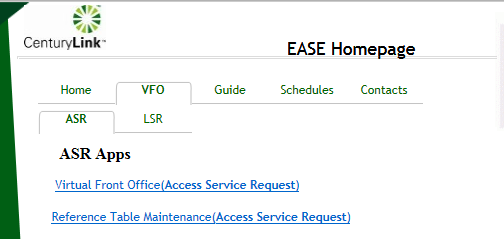 CenturyLink™
EASE Homepage
Home VFO Guide Schedules Contacts
ASR LSR
ASR Apps
Virtual Front Office(Access Service Request)
Reference Table Maintenance(Access Service Request)